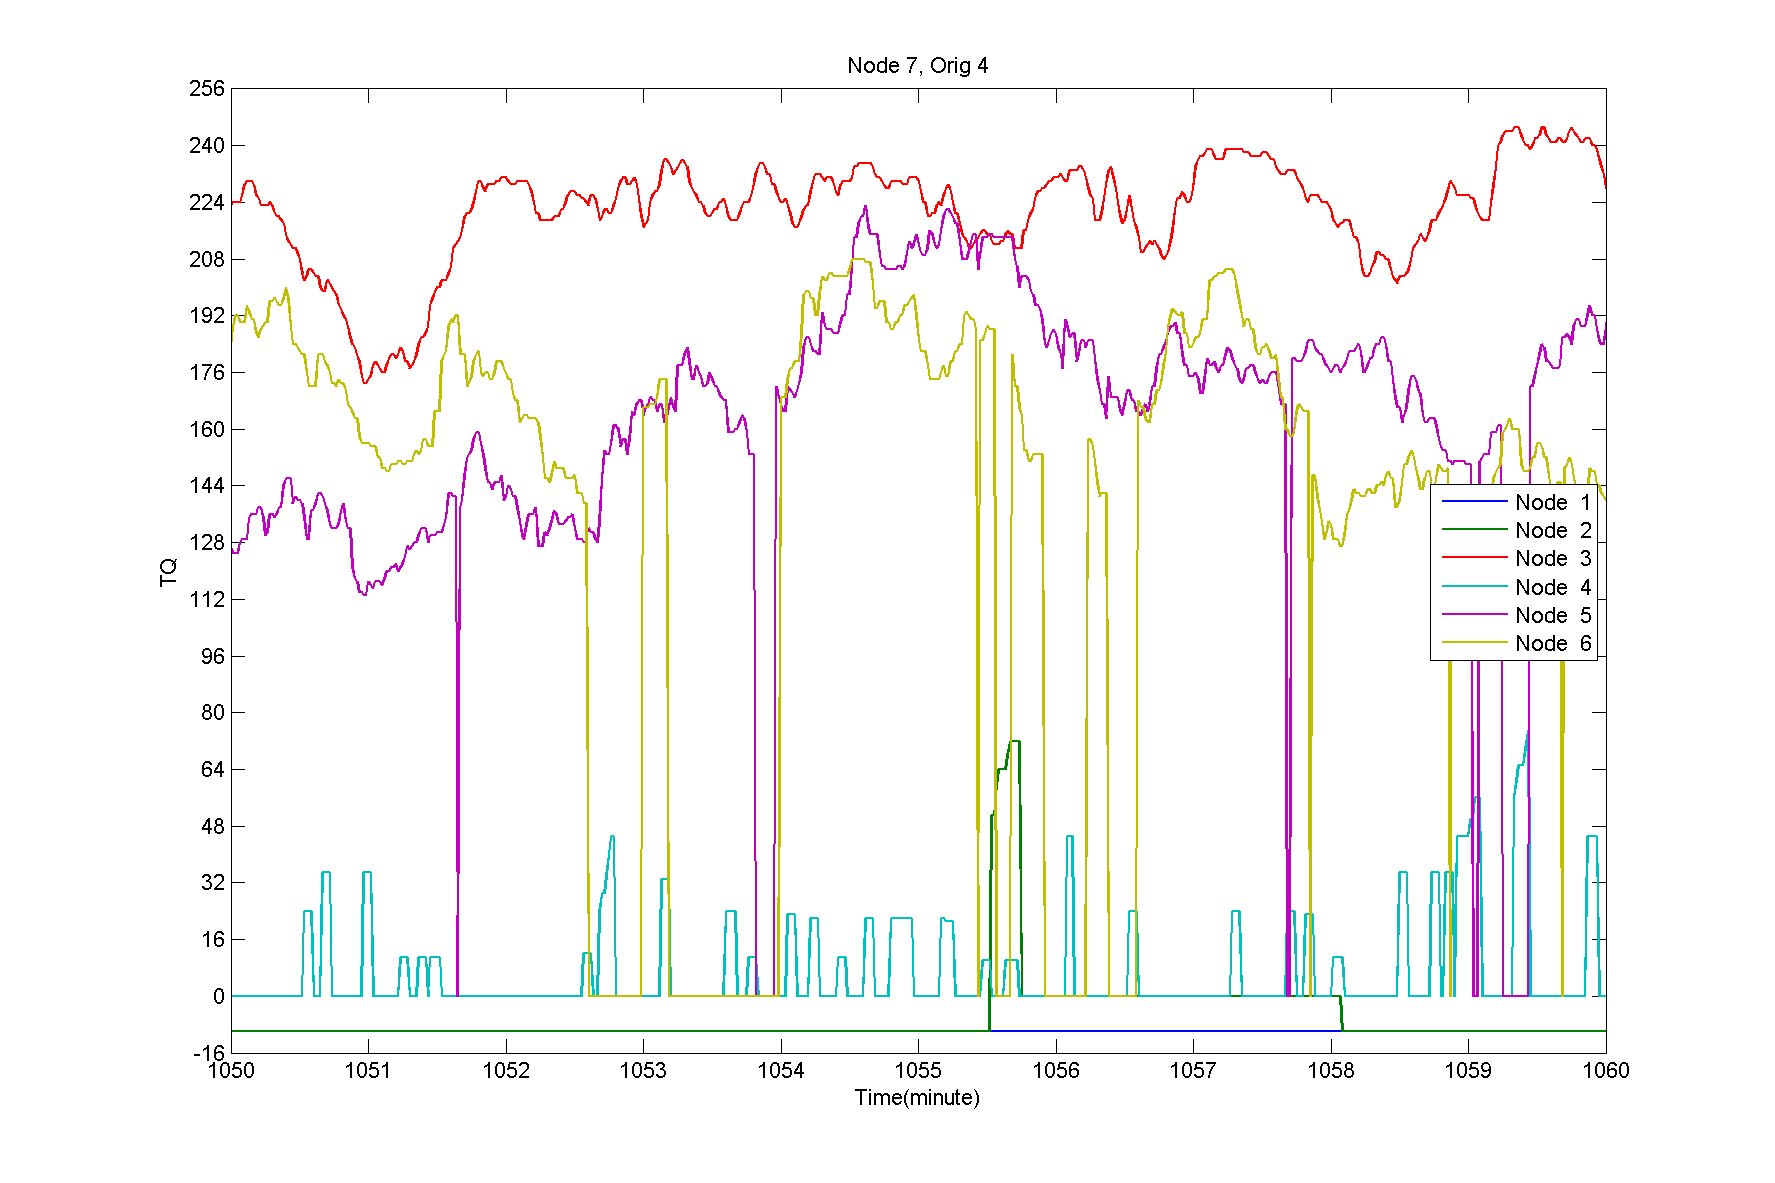 Node 7, Orig 4
256
240
224
208
192
176
160
144
128
112
96
80
64
48
32
16
0
-16
TQ
Node 1
Node 2
Node 3
Node 4
Node 5
Node 6
1050 1051 1052 1053 1054 1055 1056 1057 1058 1059 1060
Time(minute)